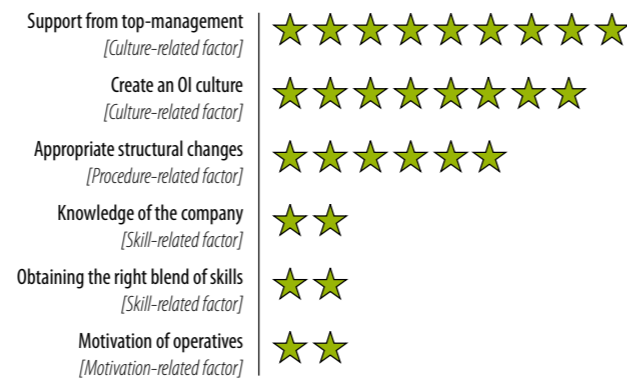 Support from top-management
[Culture-related factor]
Create an OI culture
[Culture-related factor]
Appropriate structural changes
[Procedure-related factor]
Knowledge of the company
[Skill-related factor]
Obtaining the right blend of skills
[Skill-related factor]
Motivation of operatives
[Motivation-related factor]